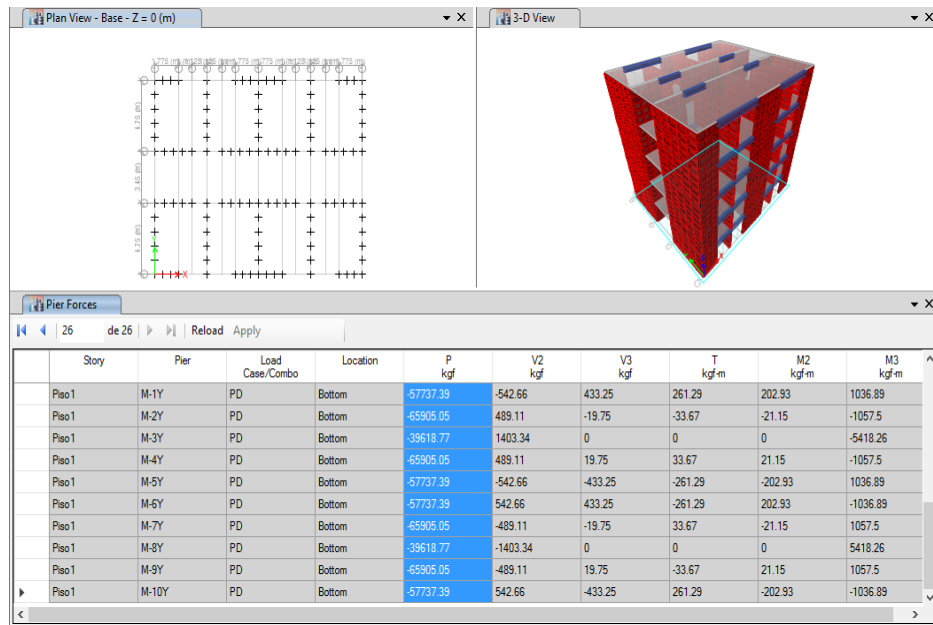 Plan View - Base - Z = 0 (m)
3-D View
4.75 (m)
3.45 (m)
4.75 (m)
X
X
Pier Forces
26 de 26 Reload Apply
Story Pier Load Case/Combo Location P kgf V2 kgf V3 kgf T kgf-m M2 kgf-m M3 kgf-m
Piso1 M-1Y PD Bottom -57737.39 -542.66 433.25 261.29 202.93 1036.89
Piso1 M-2Y PD Bottom -65905.05 489.11 -19.75 -33.67 -21.15 -1057.5
Piso1 M-3Y PD Bottom -39618.77 1403.34 0 0 0 -5418.26
Piso1 M-4Y PD Bottom -65905.05 489.11 19.75 33.67 21.15 -1057.5
Piso1 M-5Y PD Bottom -57737.39 -542.66 -433.25 -261.29 -202.93 1036.89
Piso1 M-6Y PD Bottom -57737.39 542.66 433.25 -261.29 202.93 -1036.89
Piso1 M-7Y PD Bottom -65905.05 -489.11 -19.75 33.67 -21.15 1057.5
Piso1 M-8Y PD Bottom -39618.77 -1403.34 0 0 0 5418.26
Piso1 M-9Y PD Bottom -65905.05 -489.11 19.75 -33.67 21.15 1057.5
Piso1 M-10Y PD Bottom -57737.39 542.66 -433.25 261.29 -202.93 -1036.89